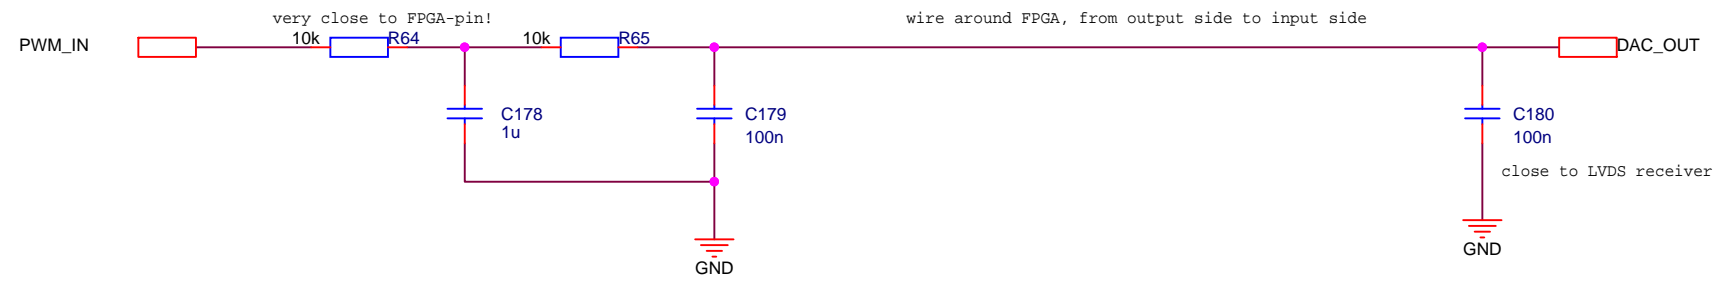 very close to FPGA-pin!
wire around FPGA, from output side to input side
PWM_IN
10k
R64
10k
R65
DAC_OUT
C178
1u
C179
100n
C180
100n
close to LVDS receiver
GND
GND